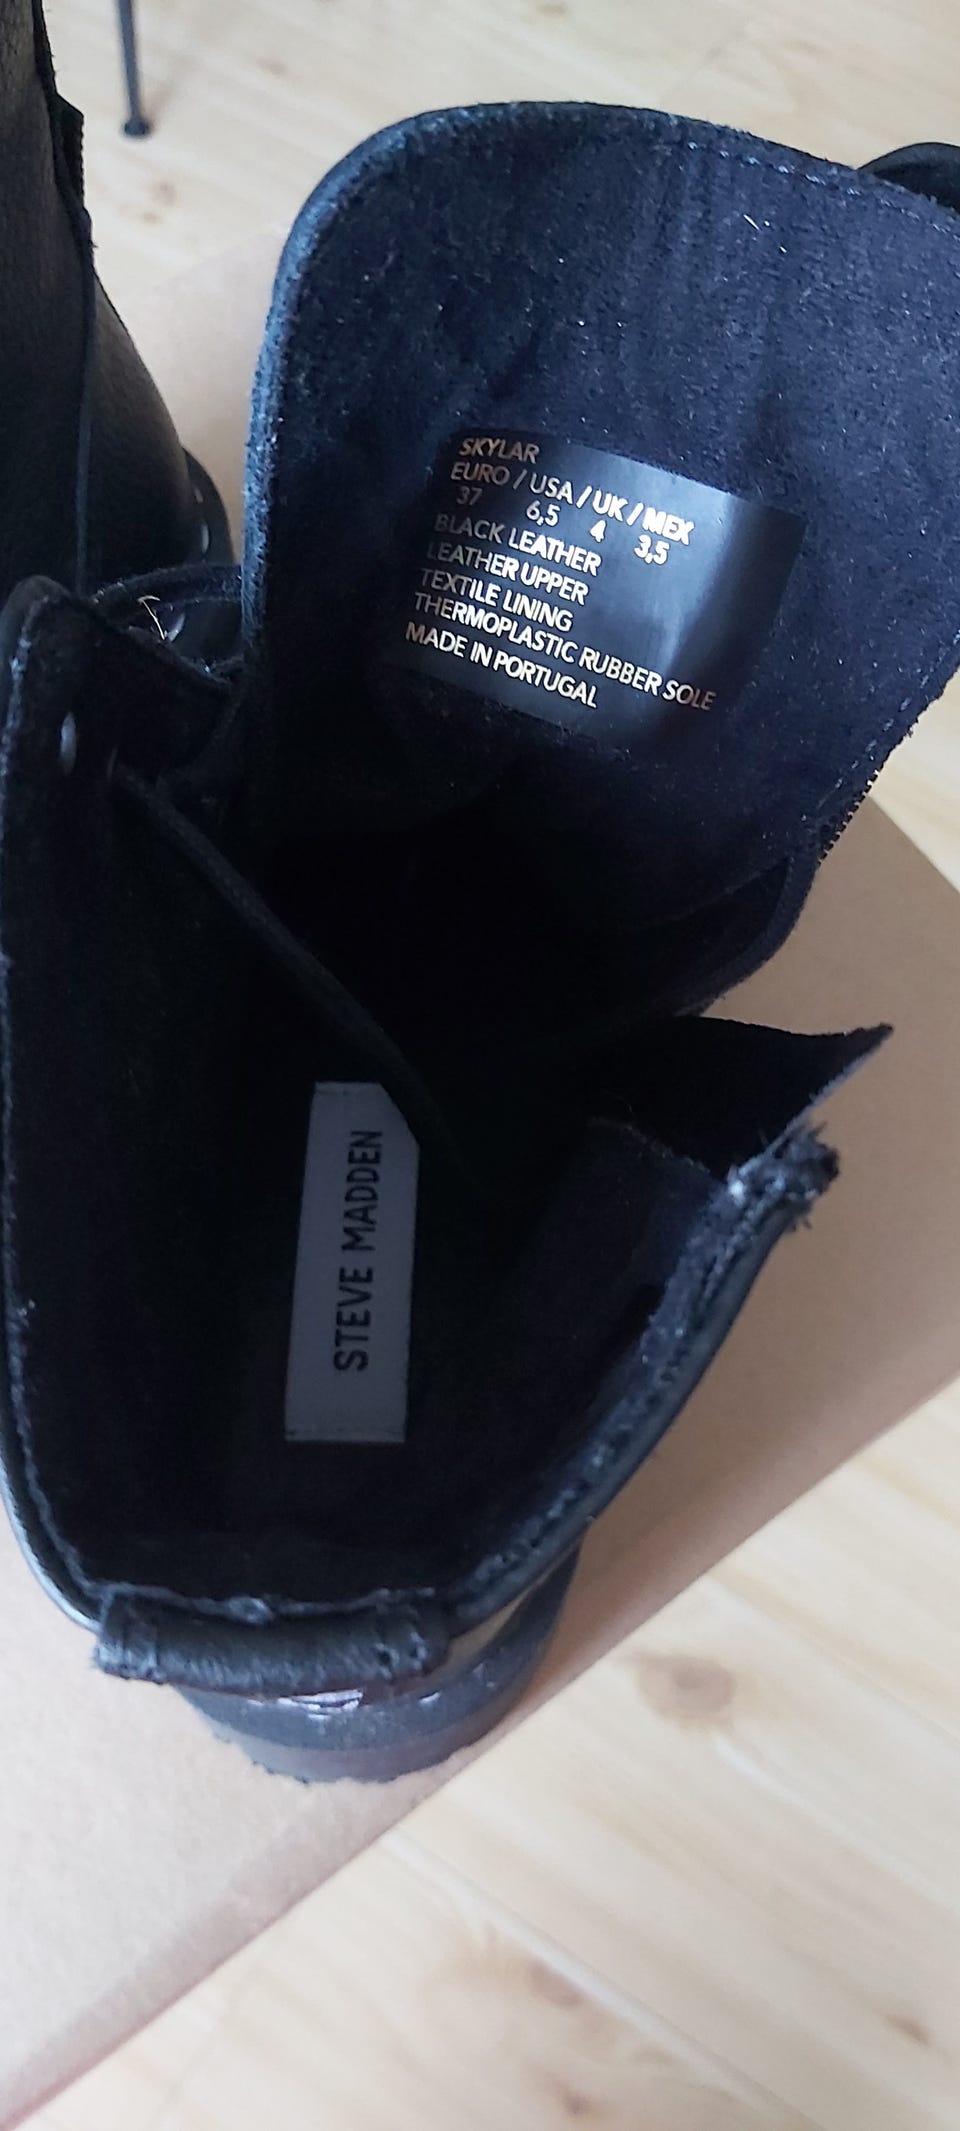 SKYLAR
EURO / USA / UK / MEX
37 6,5 4 3,5
BLACK LEATHER
LEATHER UPPER
TEXTILE LINING
THERMOPLASTIC RUBBER SOLE
MADE IN PORTUGAL
STEVE MADDEN